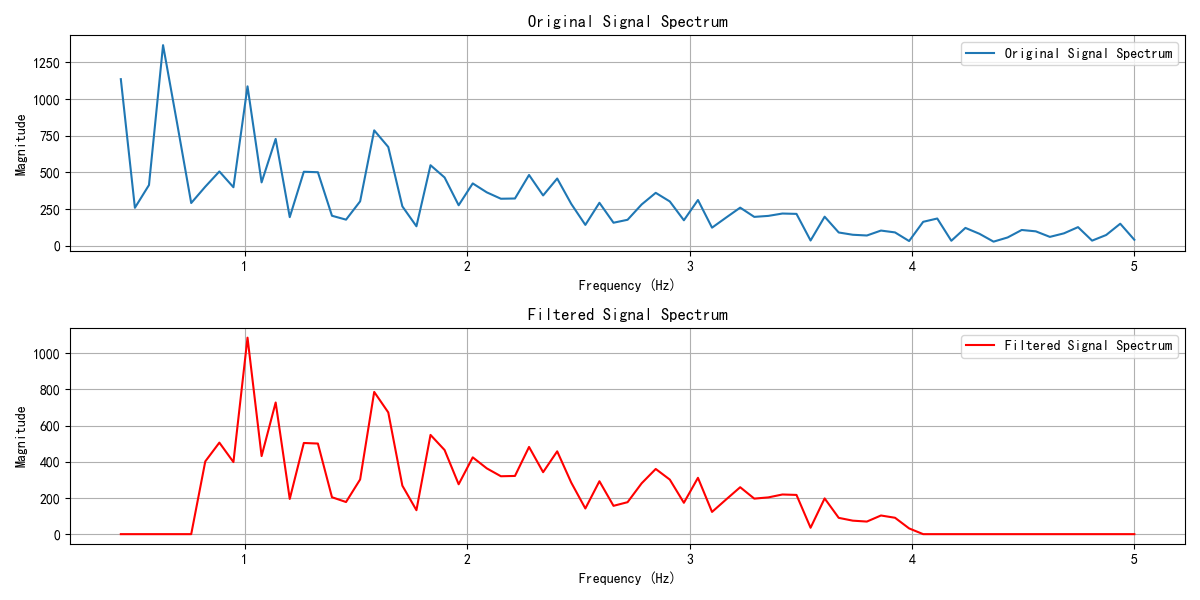 Original Signal Spectrum
Original Signal Spectrum
Magnitude
1250
1000
750
500
250
0
1 2 3 4 5
Frequency (Hz)
Filtered Signal Spectrum
Filtered Signal Spectrum
Magnitude
1000
800
600
400
200
0
1 2 3 4 5
Frequency (Hz)